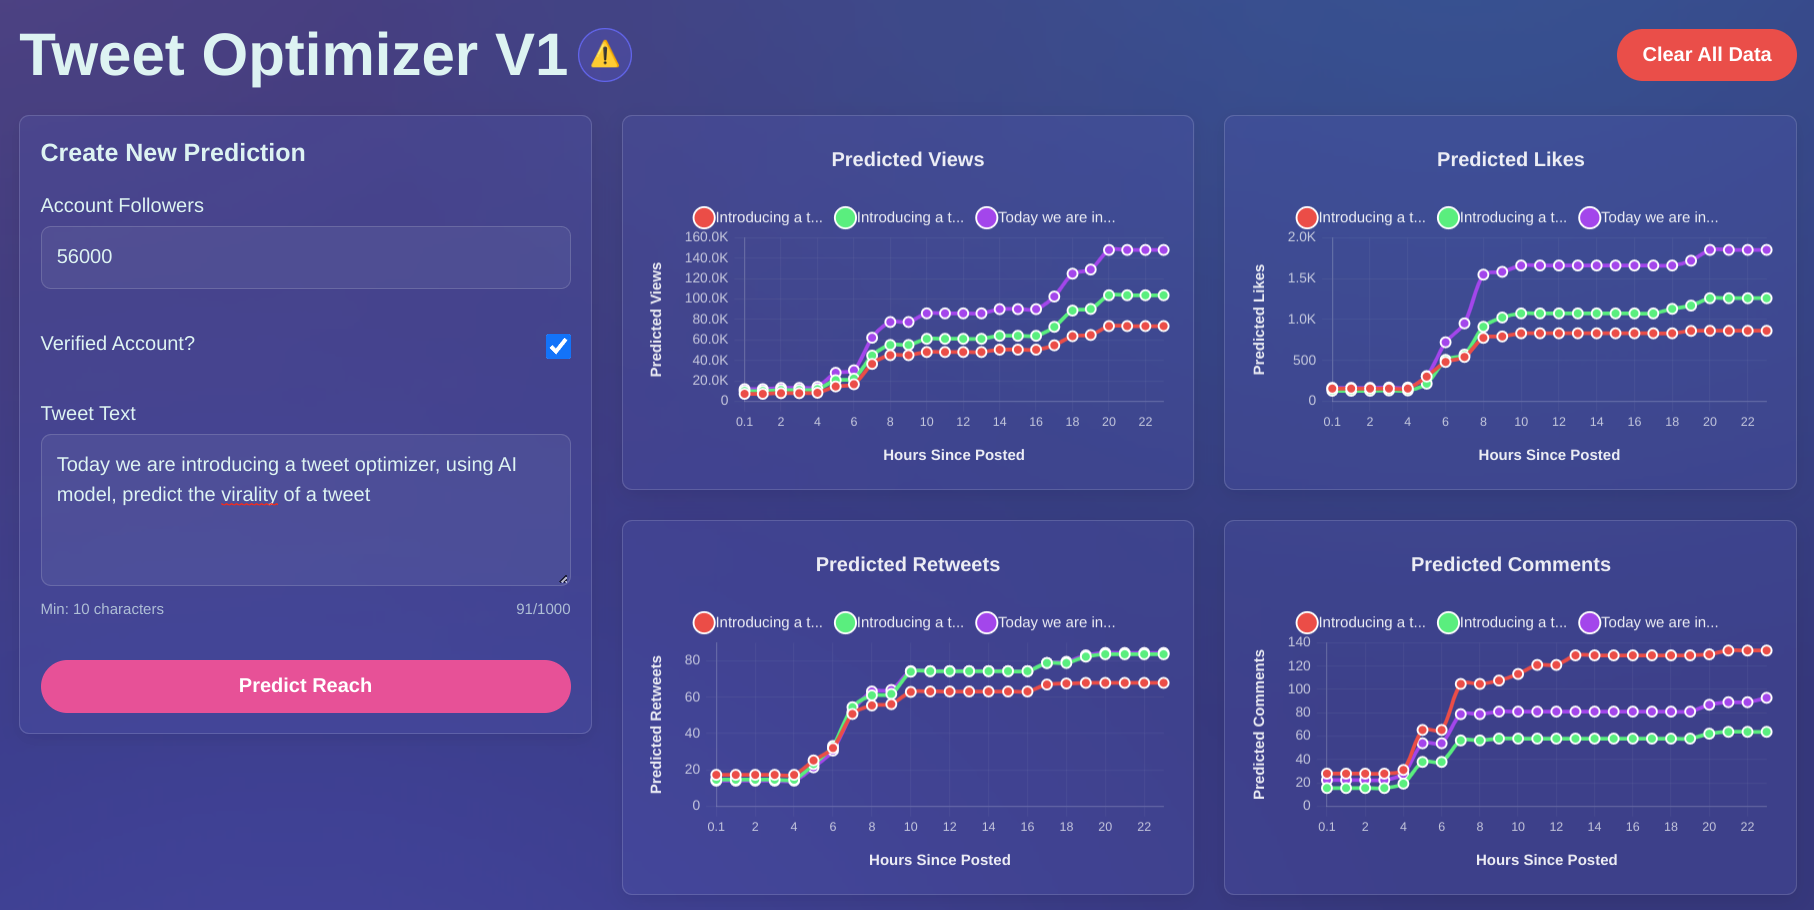 Tweet Optimizer V1
Clear All Data
Create New Prediction
Account Followers
56000
Verified Account?
Tweet Text
Today we are introducing a tweet optimizer, using AI
model, predict the virality of a tweet
Min: 10 characters
91/1000
Predict Reach
Predicted Views
Introducing a t... Introducing a t... Today we are in...
160.0K
140.0K
120.0K
100.0K
80.0K
60.0K
40.0K
20.0K
0
Predicted Views
0.1 2 4 6 8 10 12 14 16 18 20 22
Hours Since Posted
Predicted Likes
Introducing a t... Introducing a t... Today we are in...
2.0K
1.5K
1.0K
500
0
Predicted Likes
0.1 2 4 6 8 10 12 14 16 18 20 22
Hours Since Posted
Predicted Retweets
Introducing a t... Introducing a t... Today we are in...
80
60
40
20
0
Predicted Retweets
0.1 2 4 6 8 10 12 14 16 18 20 22
Hours Since Posted
Predicted Comments
Introducing a t... Introducing a t... Today we are in...
140
120
100
80
60
40
20
0
Predicted Comments
0.1 2 4 6 8 10 12 14 16 18 20 22
Hours Since Posted